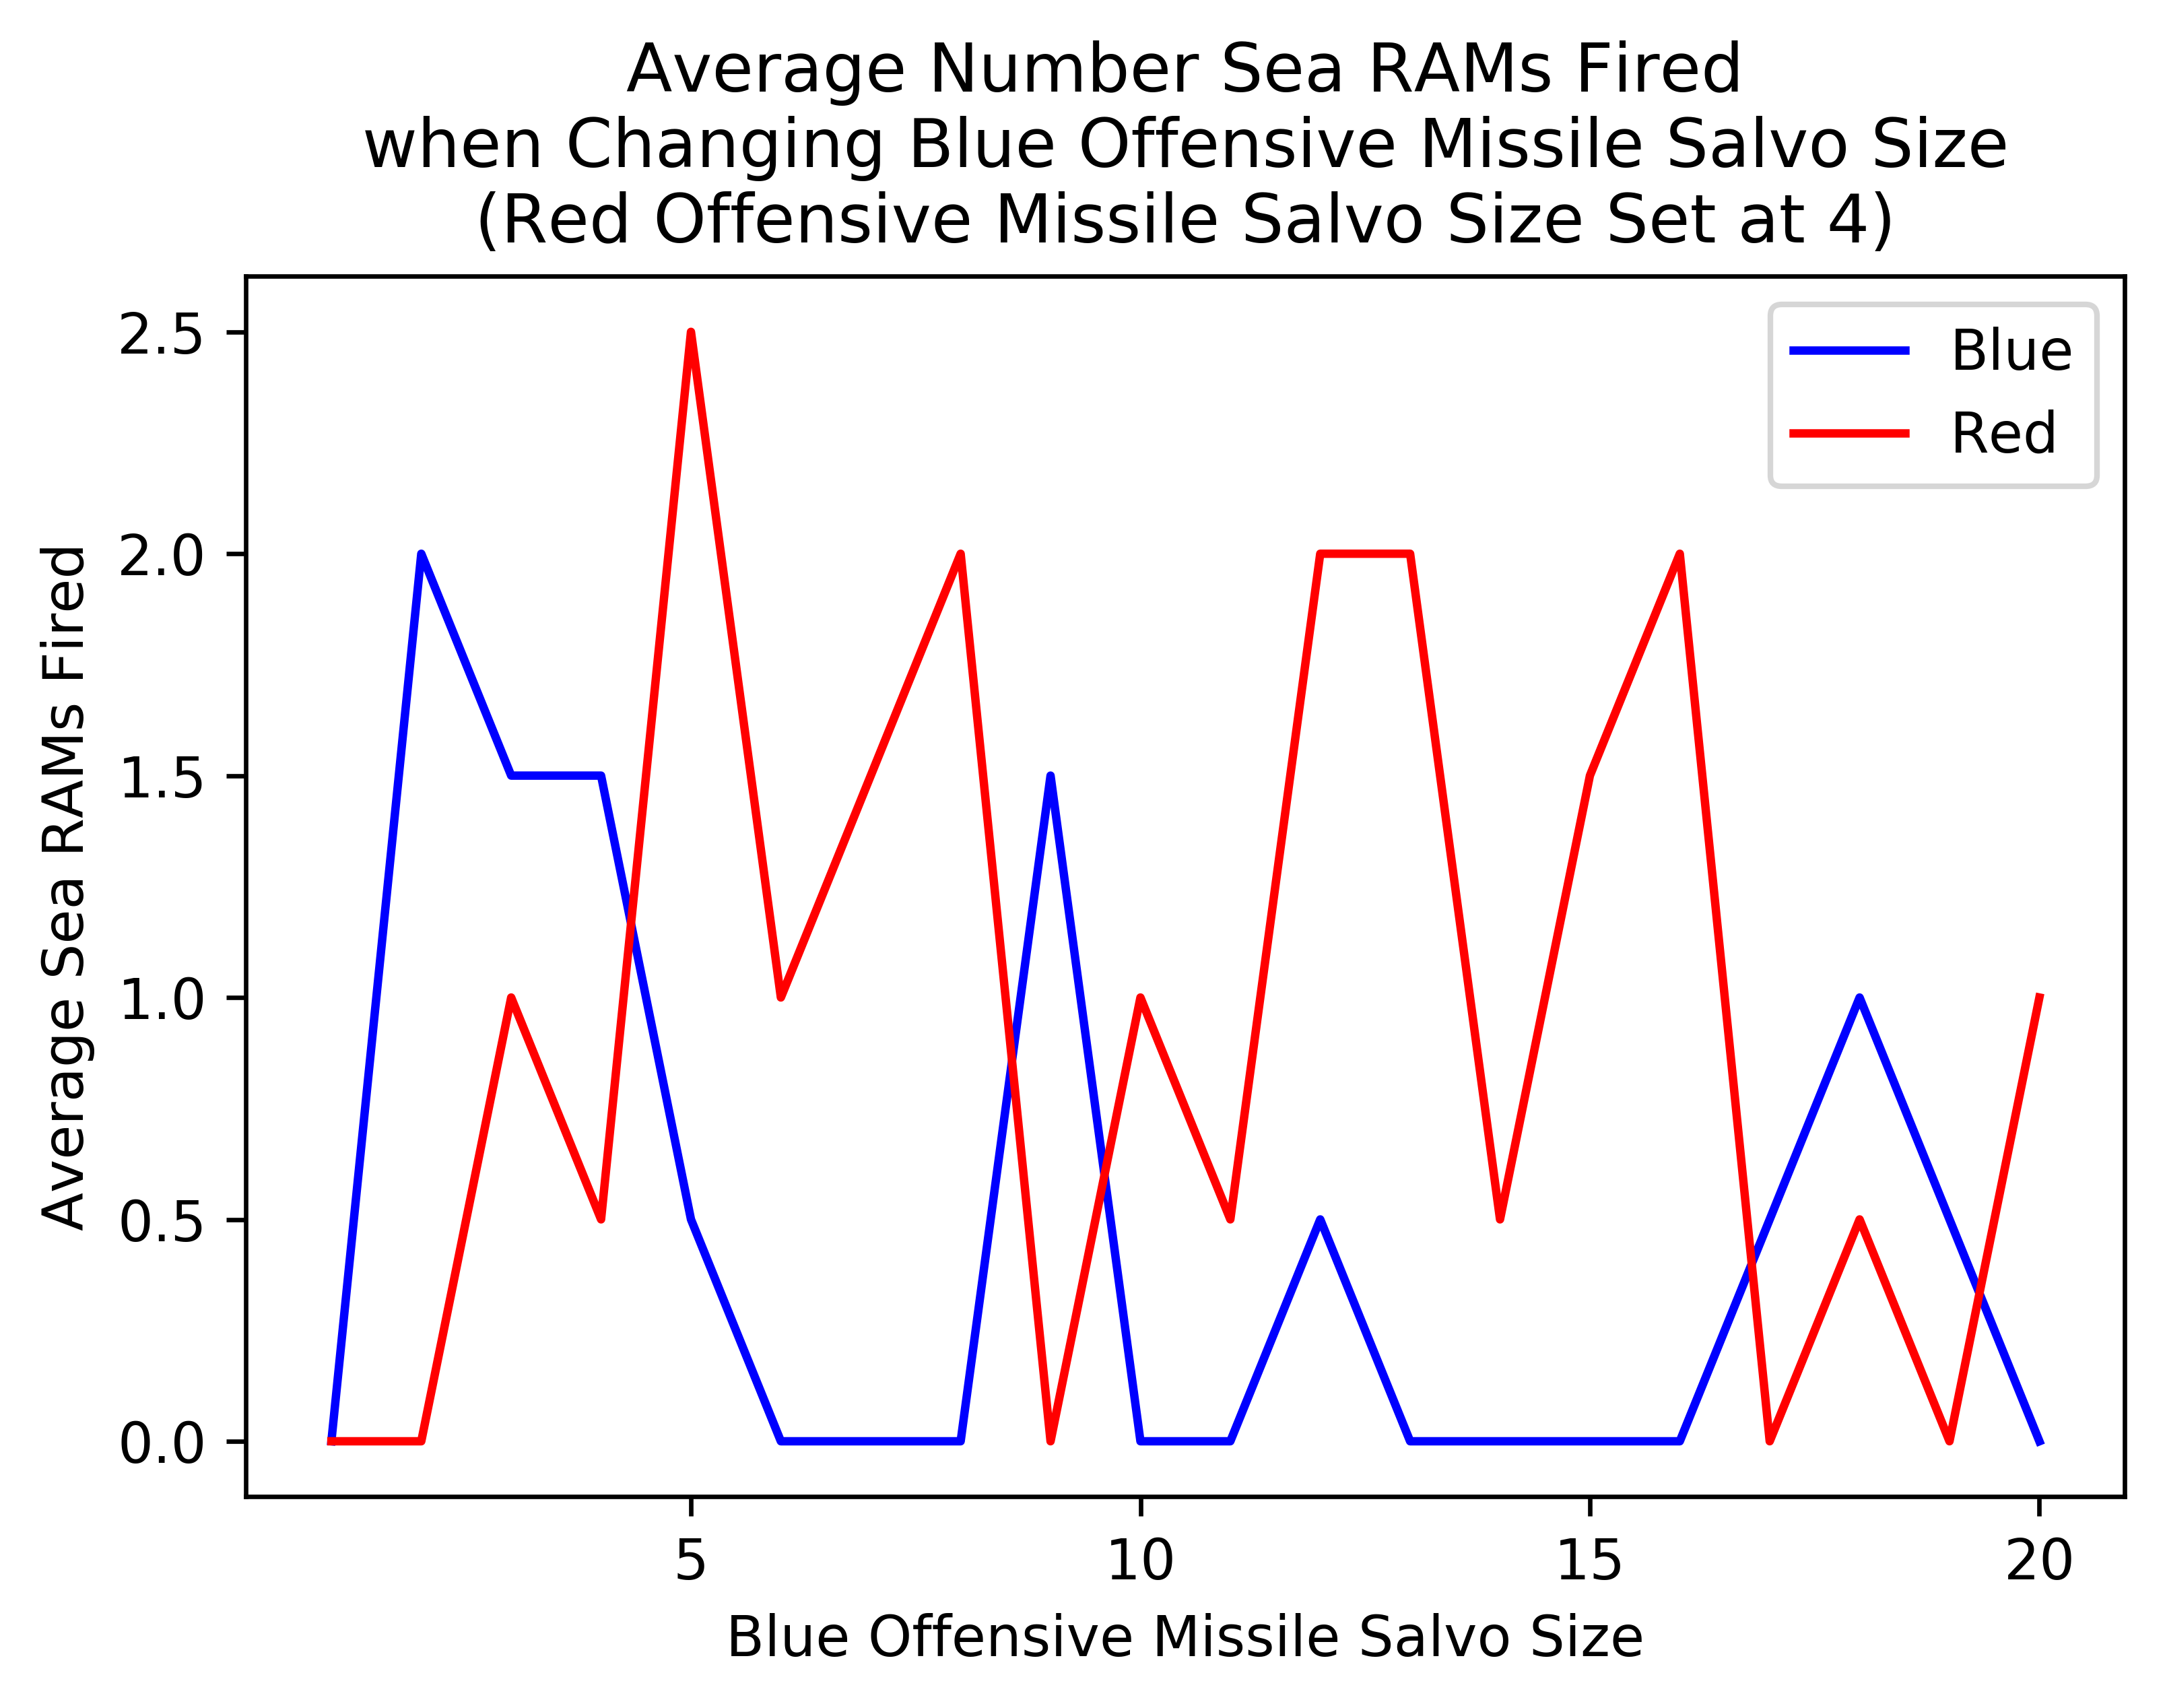 Average Number Sea RAMs Fired
when Changing Blue Offensive Missile Salvo Size
(Red Offensive Missile Salvo Size Set at 4)
Blue
Red
Average Sea RAMs Fired
2.5
2.0
1.5
1.0
0.5
0.0
5
10
15
20
Blue Offensive Missile Salvo Size